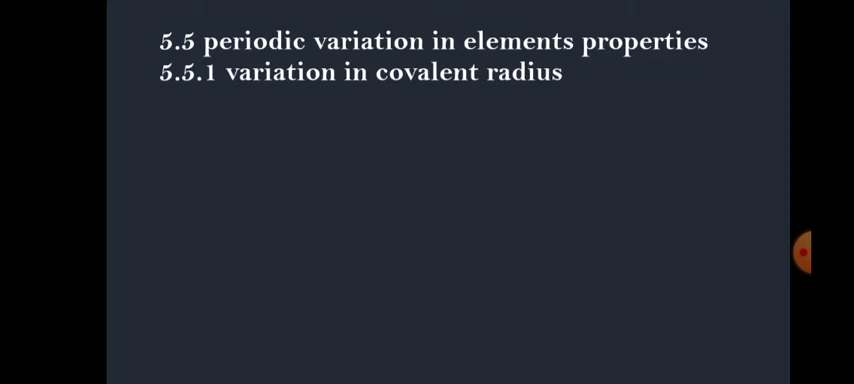 5.5 periodic variation in elements properties
5.5.1 variation in covalent radius